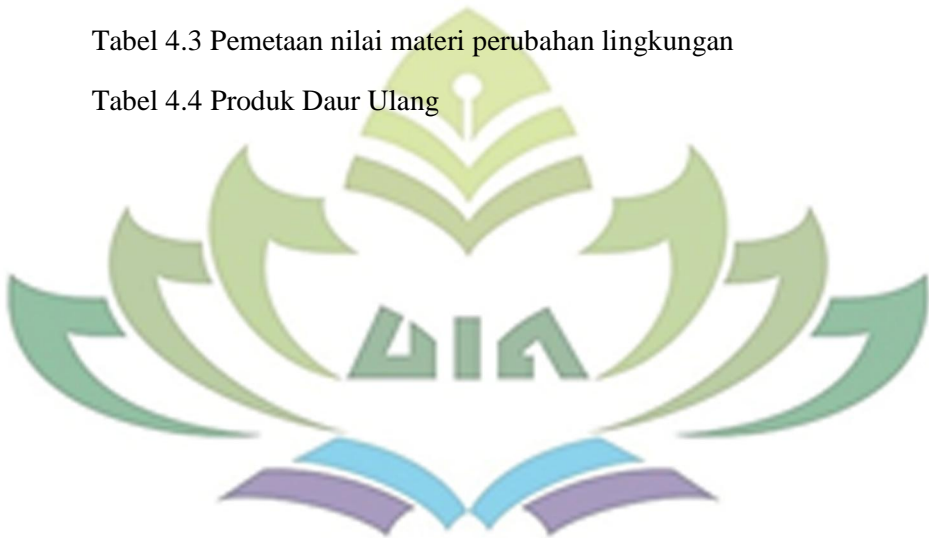 Tabel 4.3 Pemetaan nilai materi perubahan lingkungan
Tabel 4.4 Produk Daur Ulang
UIN